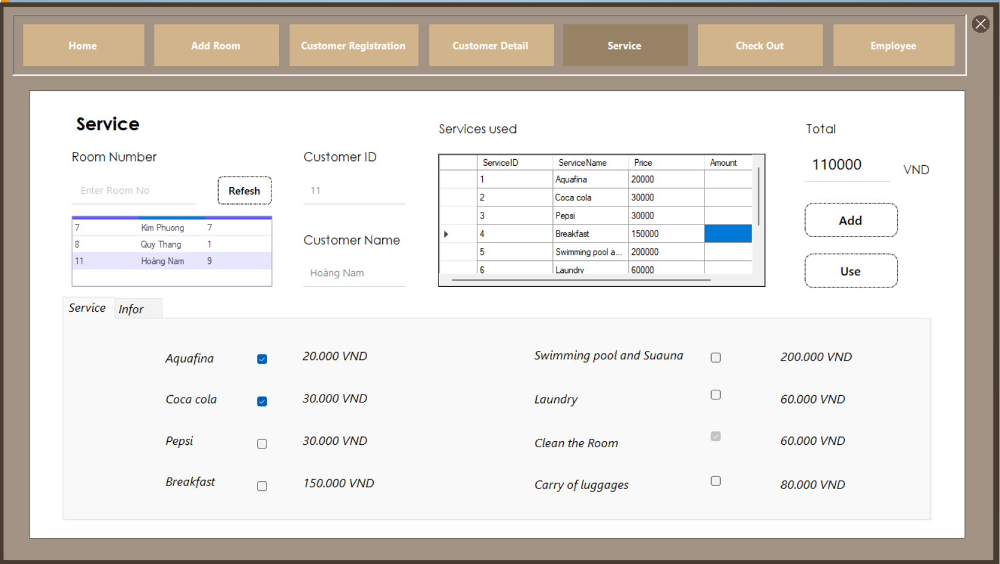 Home Add Room Customer Registration Customer Detail Service Check Out Employee
Service
Services used
Total
Room Number
Customer ID
Enter Room No
Refesh
11
ServiceID ServiceName Price Amount
1 Aquafina 20000
2 Coca cola 30000
3 Pepsi 30000
4 Breakfast 150000
5 Swimming pool a... 200000
6 Laundry 60000
110000 VND
7 Kim Phuong 7
8 Quy Thang 1
11 Hoàng Nam 9
Customer Name
Hoàng Nam
Add
Use
Service Infor
Aquafina 20.000 VND Swimming pool and Suauna 200.000 VND
Coca cola 30.000 VND Laundry 60.000 VND
Pepsi 30.000 VND Clean the Room 60.000 VND
Breakfast 150.000 VND Carry of luggages 80.000 VND